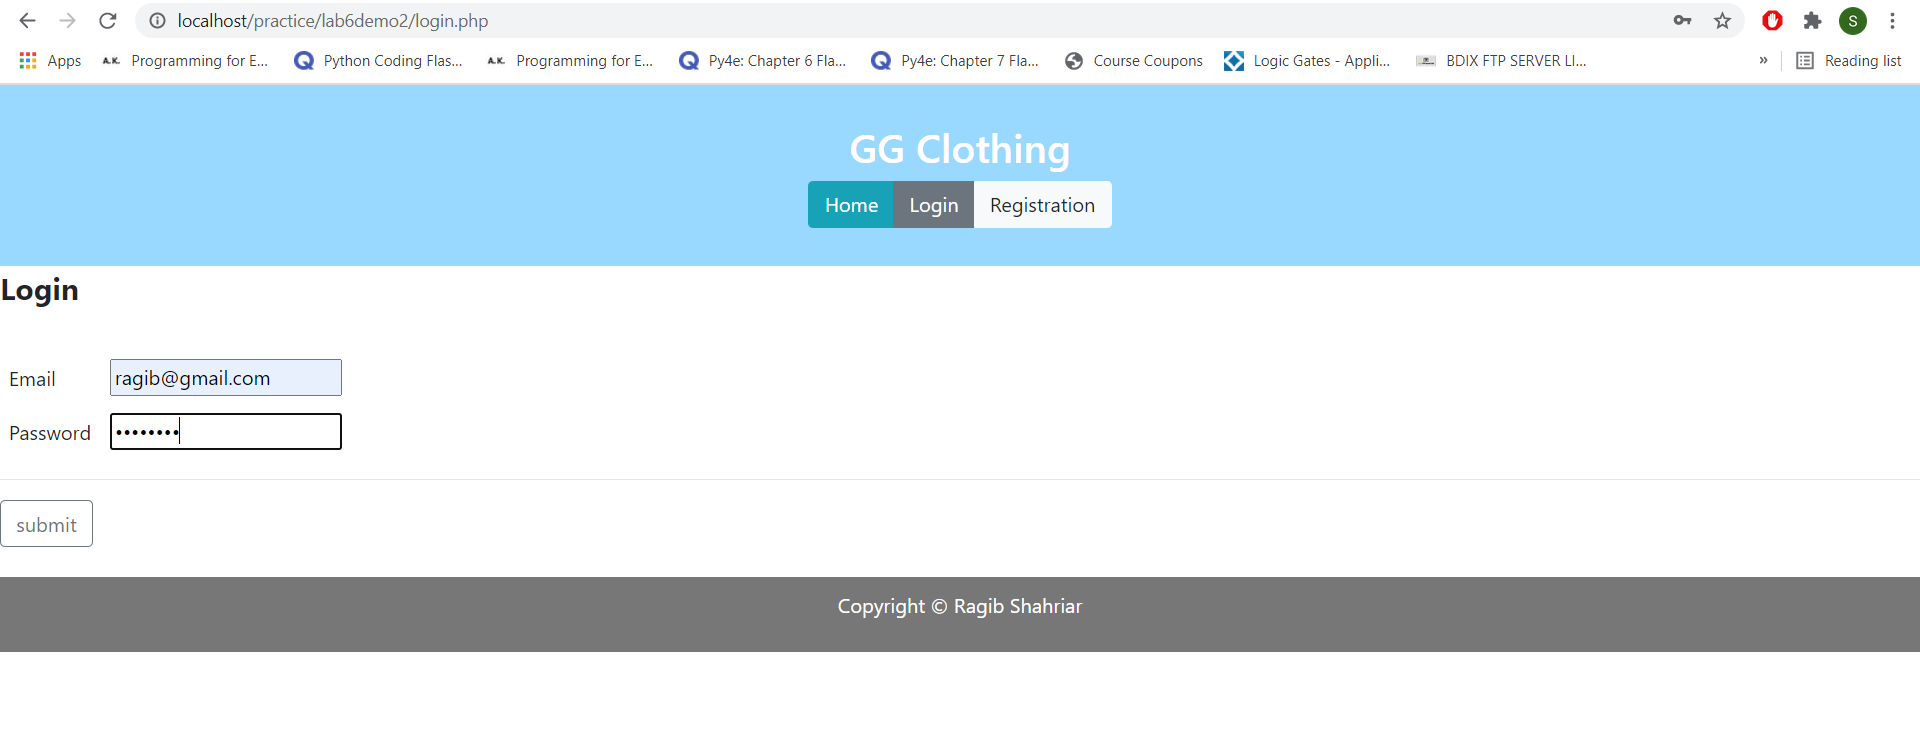 localhost/practice/lab6demo2/login.php
S
Apps A.K. Programming for E... Python Coding Flas... A.K. Programming for E... Py4e: Chapter 6 Fla... Py4e: Chapter 7 Fla... Course Coupons Logic Gates - Appli... BDIX FTP SERVER LI... » Reading list
GG Clothing
Home Login Registration
Login
Email ragib@gmail.com
Password ••••••••
submit
Copyright © Ragib Shahriar